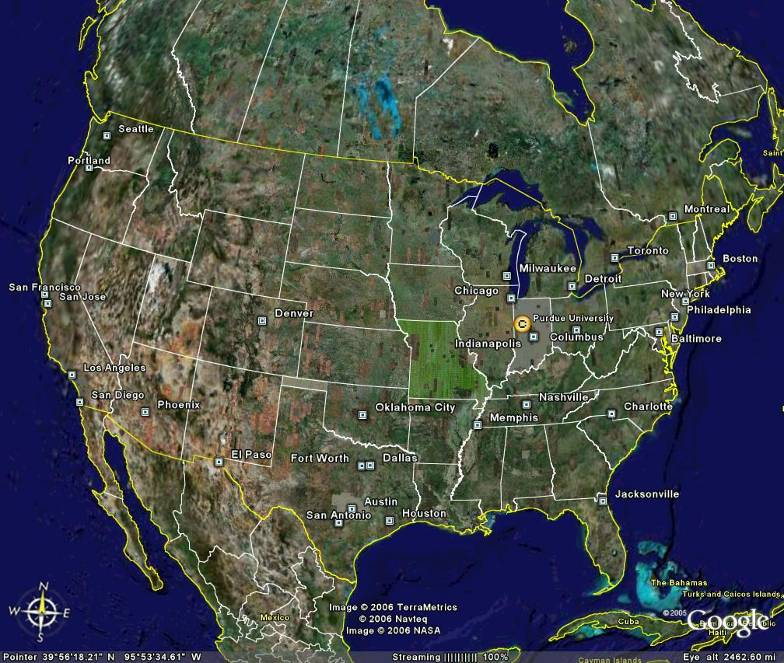 Seattle
Portland
Saint
Montreal
Toronto
Boston
San Francisco
San Jose
Milwaukee
Detroit
Chicago
New York
Philadelphia
Denver
Purdue University
C
Indianapolis
Columbus
Baltimore
Los Angeles
San Diego
Phoenix
Oklahoma City
Nashville
Memphis
Charlotte
El Paso
Fort Worth
Dallas
Austin
San Antonio
Houston
Jacksonville
N
W E
S
The Bahamas
Turks and Caicos Islands
Mexico
Image © 2006 TerraMetrics
© 2006 Navteq
Image © 2006 NASA
©2005 Google
Cuba
Haiti
Cayman Islands
Pointer 39°56'18.21" N 95°53'34.61" W
Streaming |||||||||| 100%
Eye alt 2462.60 mi